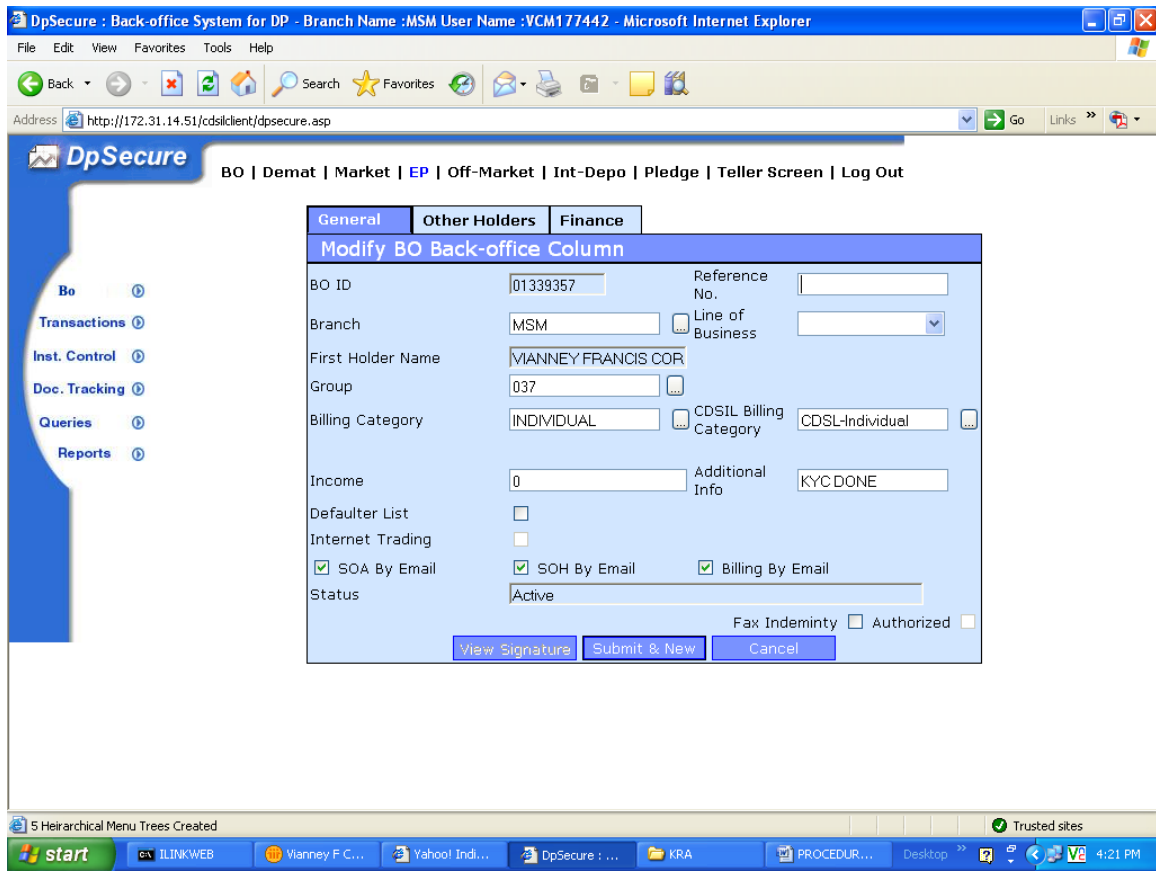 DpSecure : Back-office System for DP - Branch Name :MSM User Name :VCM177442 - Microsoft Internet Explorer
File Edit View Favorites Tools Help
Back Search Favorites
Address http://172.31.14.51/cdsilclient/dpsecure.asp Go Links »
DpSecure
BO | Demat | Market | EP | Off-Market | Int-Depo | Pledge | Teller Screen | Log Out
General Other Holders Finance
Modify BO Back-office Column
BO ID 01339357 Reference No.
Branch MSM ... Line of Business
First Holder Name VIANNEY FRANCIS COR
Group 037 ...
Billing Category INDIVIDUAL ... CDSIL Billing Category CDSL-Individual ...
Income 0 Additional Info KYC DONE
Defaulter List
Internet Trading
SOA By Email SOH By Email Billing By Email
Status Active
Fax Indeminty Authorized
View Signature Submit & New Cancel
Bo
Transactions
Inst. Control
Doc. Tracking
Queries
Reports
5 Heirarchical Menu Trees Created Trusted sites
start ILINKWEB Vianney F C... Yahoo! Indi... DpSecure : ... KRA PROCEDUR... Desktop » 4:21 PM